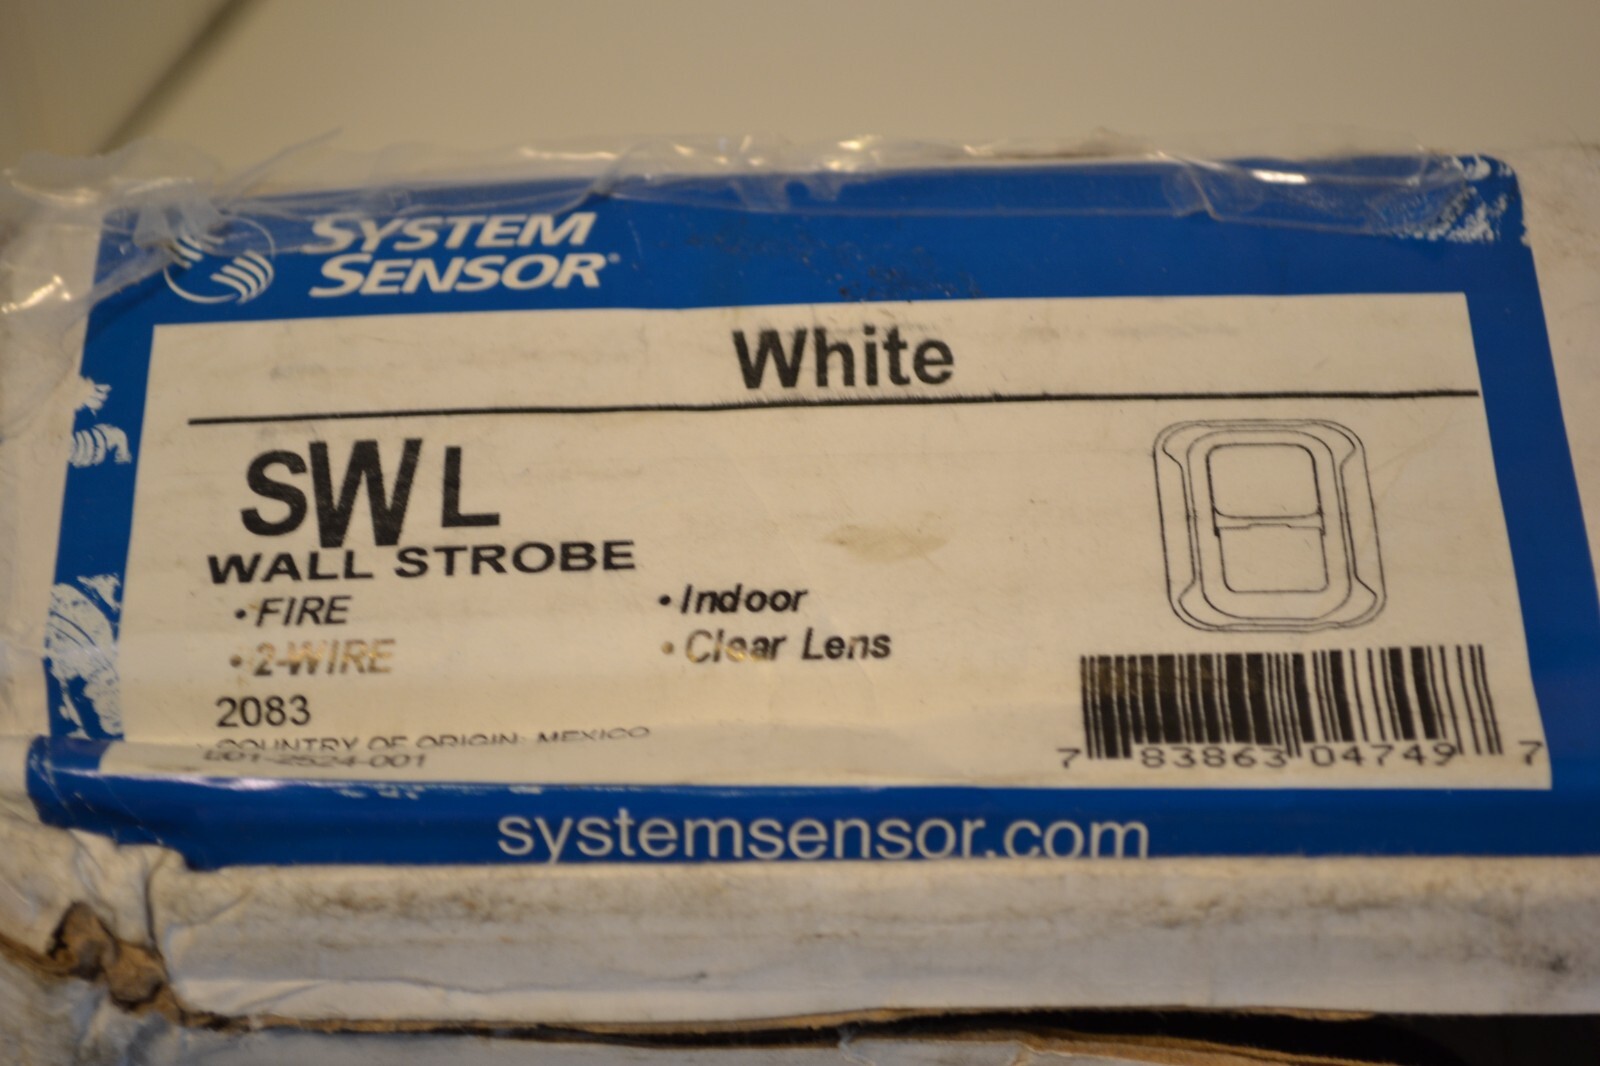 SYSTEM
SENSOR
White
SWL
WALL STROBE
• FIRE
• Indoor
• 2-WIRE
• Clear Lens
2083
COUNTRY OF ORIGIN: MEXICO
7 83863 04749 7
systemsensor.com